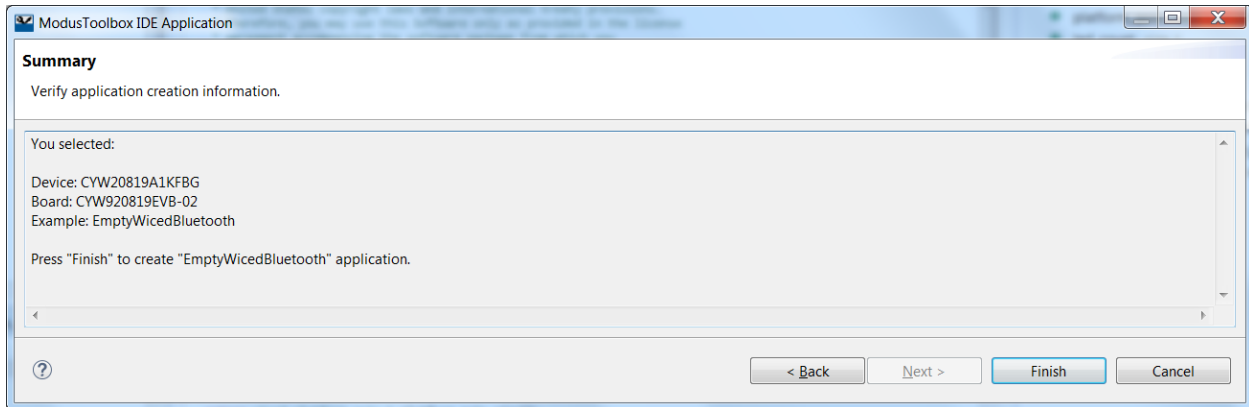 ModusToolbox IDE Application
Summary
Verify application creation information.
You selected:
Device: CYW20819A1KFBG
Board: CYW920819EVB-02
Example: EmptyWicedBluetooth
Press "Finish" to create "EmptyWicedBluetooth" application.
< Back Next > Finish Cancel